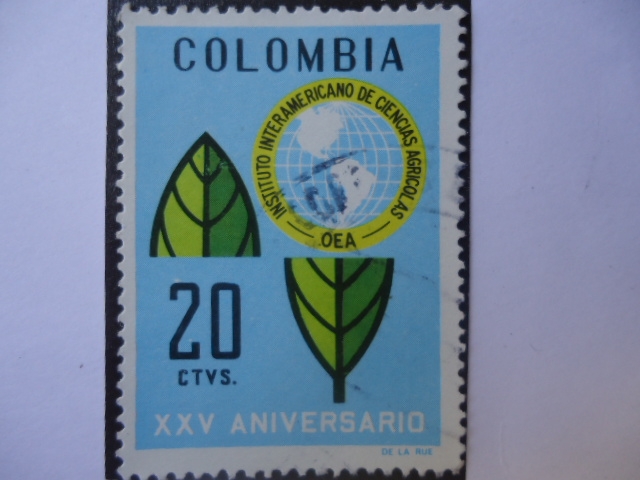 COLOMBIA
INSTITUTO INTERAMERICANO DE CIENCIAS AGRICOLAS
OEA
20
CTVS.
XXV ANIVERSARIO
DE LA RUE